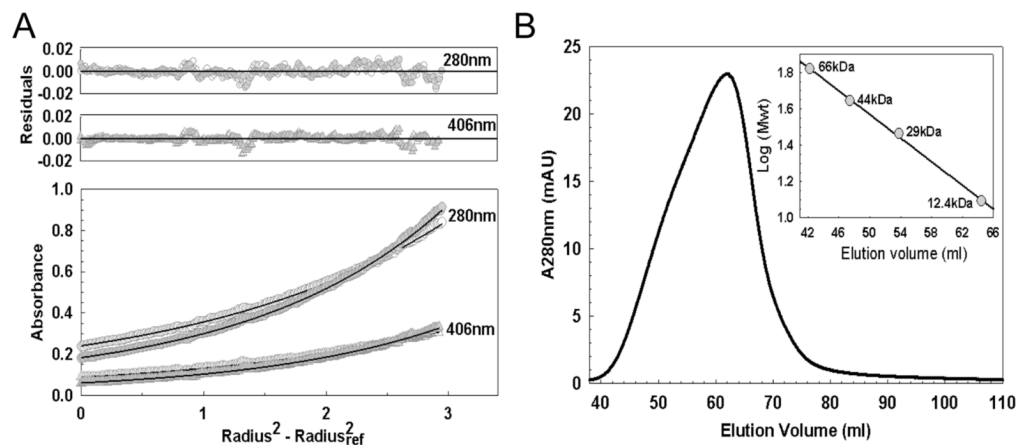 A
0.02
0.00
-0.02
280nm
0.02
0.00
-0.02
406nm
Residuals
1.0
0.8
0.6
0.4
0.2
0.0
Absorbance
280nm
406nm
0 1 2 3
Radius² - Radius²ref
B
25
20
15
10
5
0
A280nm (mAU)
40 50 60 70 80 90 100 110
Elution Volume (ml)
1.8
1.6
1.4
1.2
1.0
Log (Mwt)
66kDa
44kDa
29kDa
12.4kDa
42 48 54 60 66
Elution volume (ml)